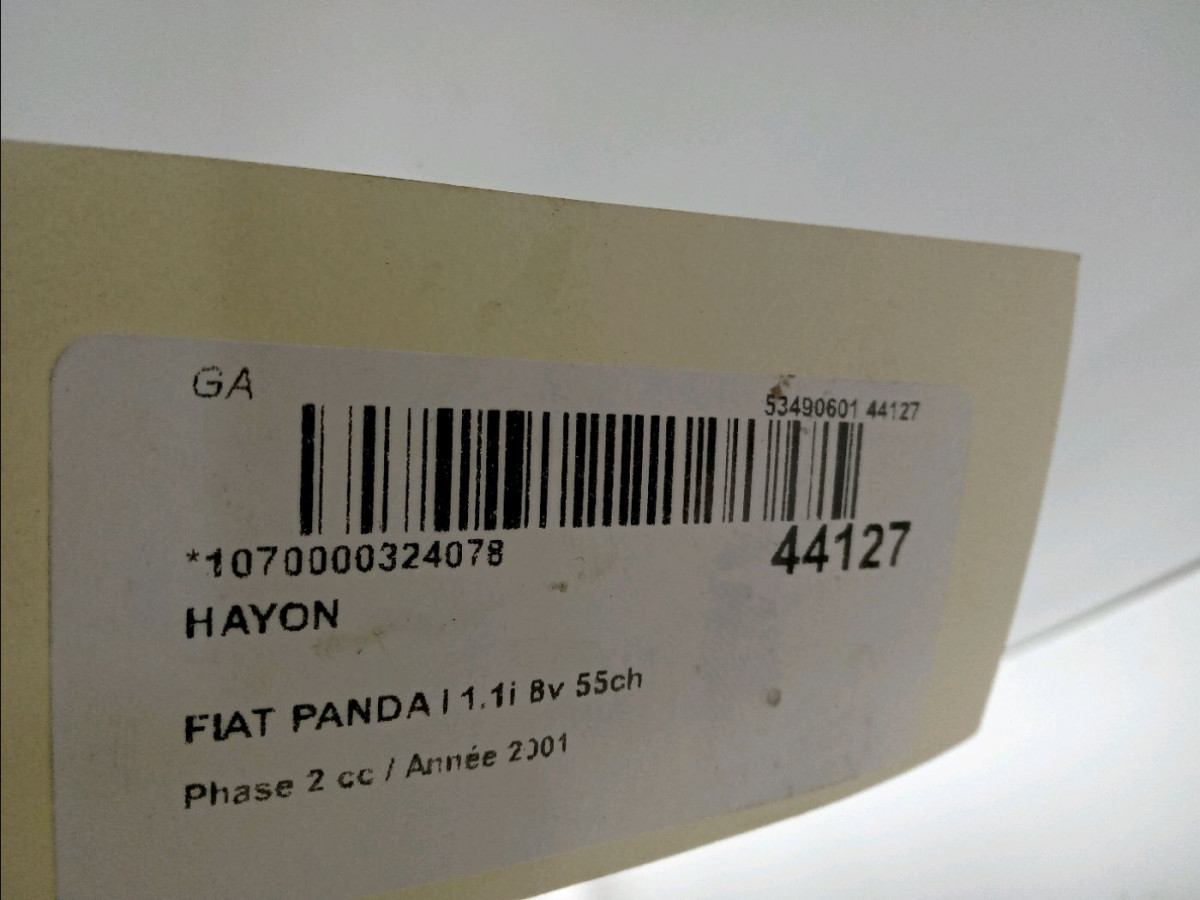 GA
53490601 44127
*1070000324078
44127
HAYON
FIAT PANDA I 1.1i 8v 55ch
Phase 2 cc / Année 2001